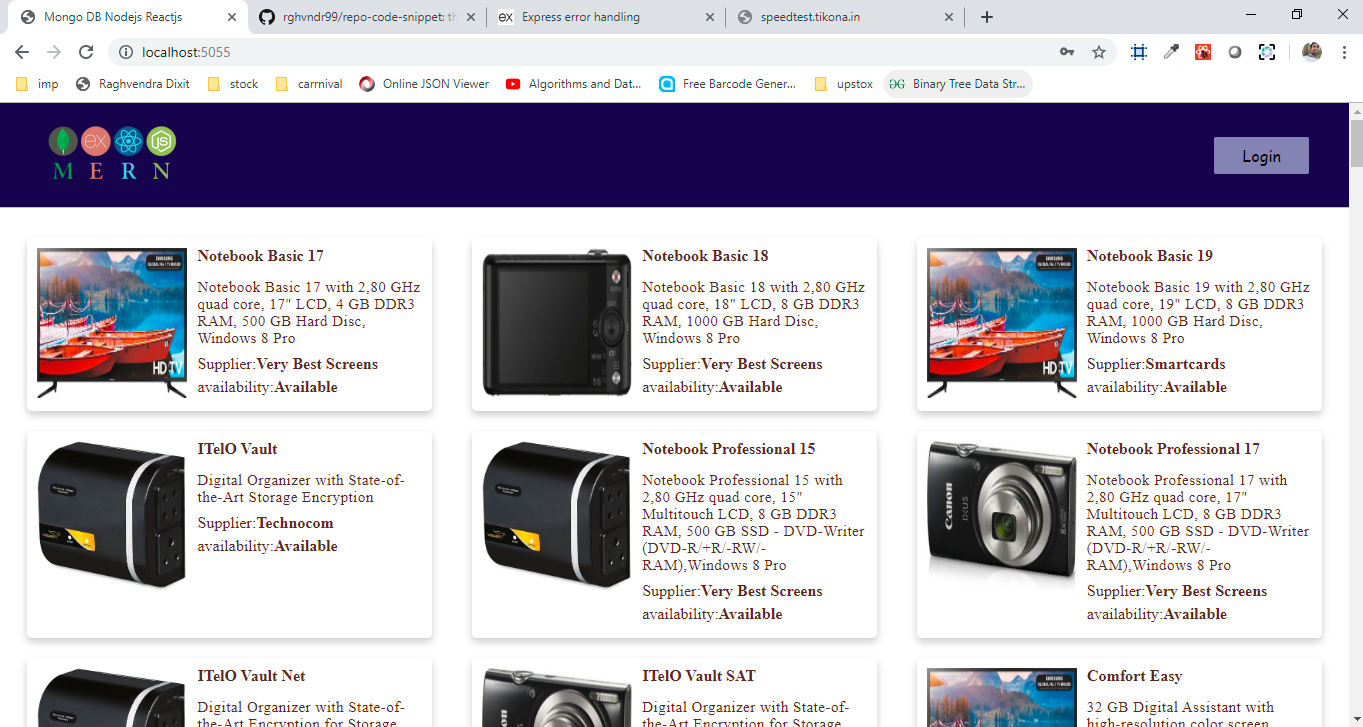 Mongo DB Nodejs Reactjs
rghvndr99/repo-code-snippet: th
ex Express error handling
speedtest.tikona.in
localhost:5055
imp
Raghvendra Dixit
stock
carrnival
Online JSON Viewer
Algorithms and Dat...
Free Barcode Gener...
upstox
Binary Tree Data Str...
ex JS
M E R N
Login
SAMSUNG
HD TV
Notebook Basic 17
Notebook Basic 17 with 2,80 GHz
quad core, 17" LCD, 4 GB DDR3
RAM, 500 GB Hard Disc,
Windows 8 Pro
Supplier:Very Best Screens
availability:Available
Notebook Basic 18
Notebook Basic 18 with 2,80 GHz
quad core, 18" LCD, 8 GB DDR3
RAM, 1000 GB Hard Disc,
Windows 8 Pro
Supplier:Very Best Screens
availability:Available
SAMSUNG
HD TV
Notebook Basic 19
Notebook Basic 19 with 2,80 GHz
quad core, 19" LCD, 8 GB DDR3
RAM, 1000 GB Hard Disc,
Windows 8 Pro
Supplier:Smartcards
availability:Available
ITelO Vault
Digital Organizer with State-of-
the-Art Storage Encryption
Supplier:Technocom
availability:Available
Notebook Professional 15
Notebook Professional 15 with
2,80 GHz quad core, 15"
Multitouch LCD, 8 GB DDR3
RAM, 500 GB SSD - DVD-Writer
(DVD-R/+R/-RW/-
RAM),Windows 8 Pro
Supplier:Very Best Screens
availability:Available
Canon
IXUS
Notebook Professional 17
Notebook Professional 17 with
2,80 GHz quad core, 17"
Multitouch LCD, 8 GB DDR3
RAM, 500 GB SSD - DVD-Writer
(DVD-R/+R/-RW/-
RAM),Windows 8 Pro
Supplier:Very Best Screens
availability:Available
ITelO Vault Net
Digital Organizer with State-of-
the-Art Encryption for Storage
ITelO Vault SAT
Digital Organizer with State-of-
the-Art Encryption for Storage
SAMSUNG
Comfort Easy
32 GB Digital Assistant with
high-resolution color screen